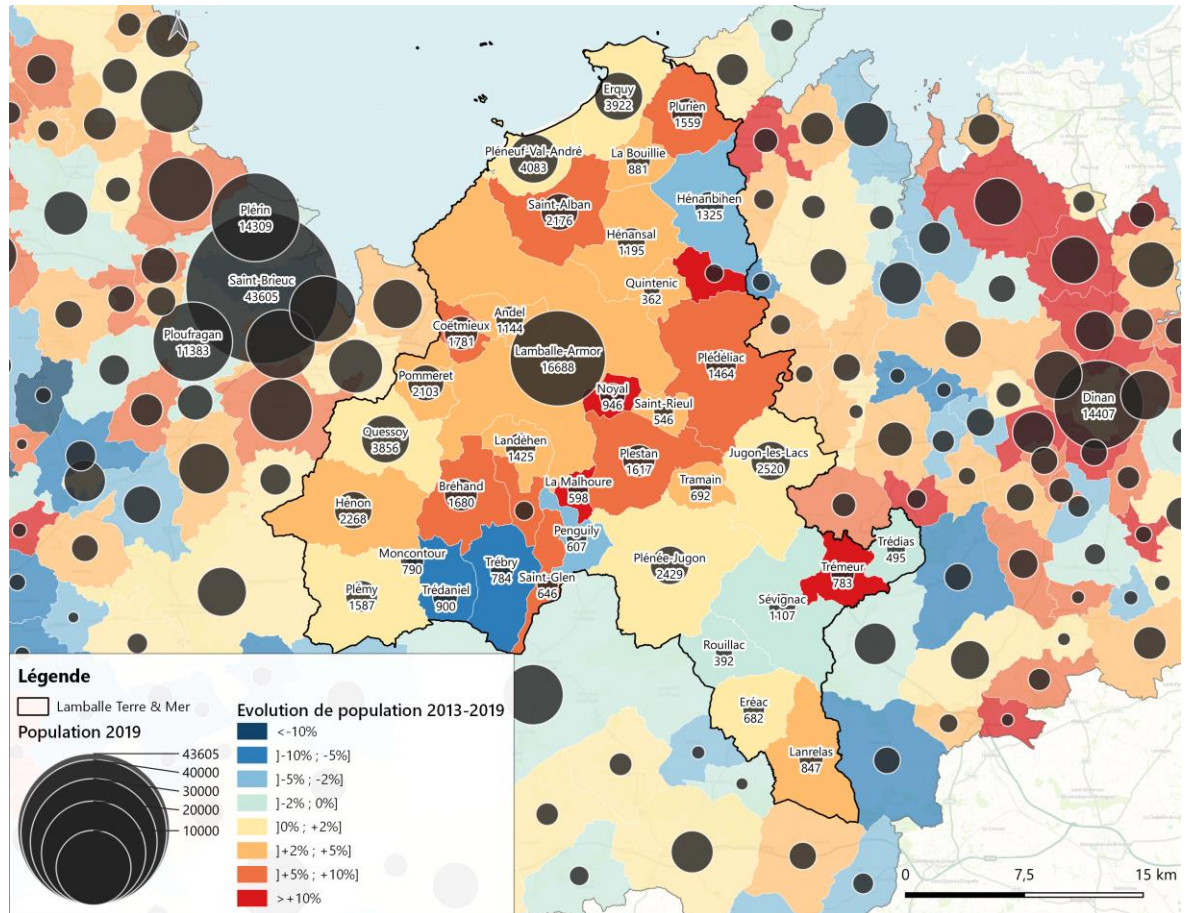 N
Erquy
3922
Plurien
1559
Pléneuf-Val-André
4083
La Bouillie
881
Saint-Alban
2176
Hénanbihen
1325
Plérin
14309
Hénansal
1195
Saint-Brieuc
43605
Quintenic
362
Andel
1144
Coëtmieux
1781
Ploufragan
11383
Lamballe-Armor
16688
Plédéliac
1464
Pommeret
2103
Noyal
946
Saint-Rieul
546
Dinan
14407
Quessoy
3856
Landéhen
1425
Plestan
1617
Jugon-les-Lacs
2520
La Malhoure
598
Tramain
692
Bréhand
1680
Hénon
2268
Penguily
607
Trédias
495
Moncontour
790
Trébry
784
Plénée-Jugon
2429
Trémeur
783
Saint-Glen
646
Plémy
1587
Trédaniel
900
Sévignac
1107
Rouillac
392
Eréac
682
Lanrelas
847
Légende
Lamballe Terre & Mer
Population 2019
43605
40000
30000
20000
10000
Evolution de population 2013-2019
<-10%
]-10% ; -5%]
]-5% ; -2%]
]-2% ; 0%]
]0% ; +2%]
]+2% ; +5%]
]+5% ; +10%]
>+10%
0 7,5 15 km